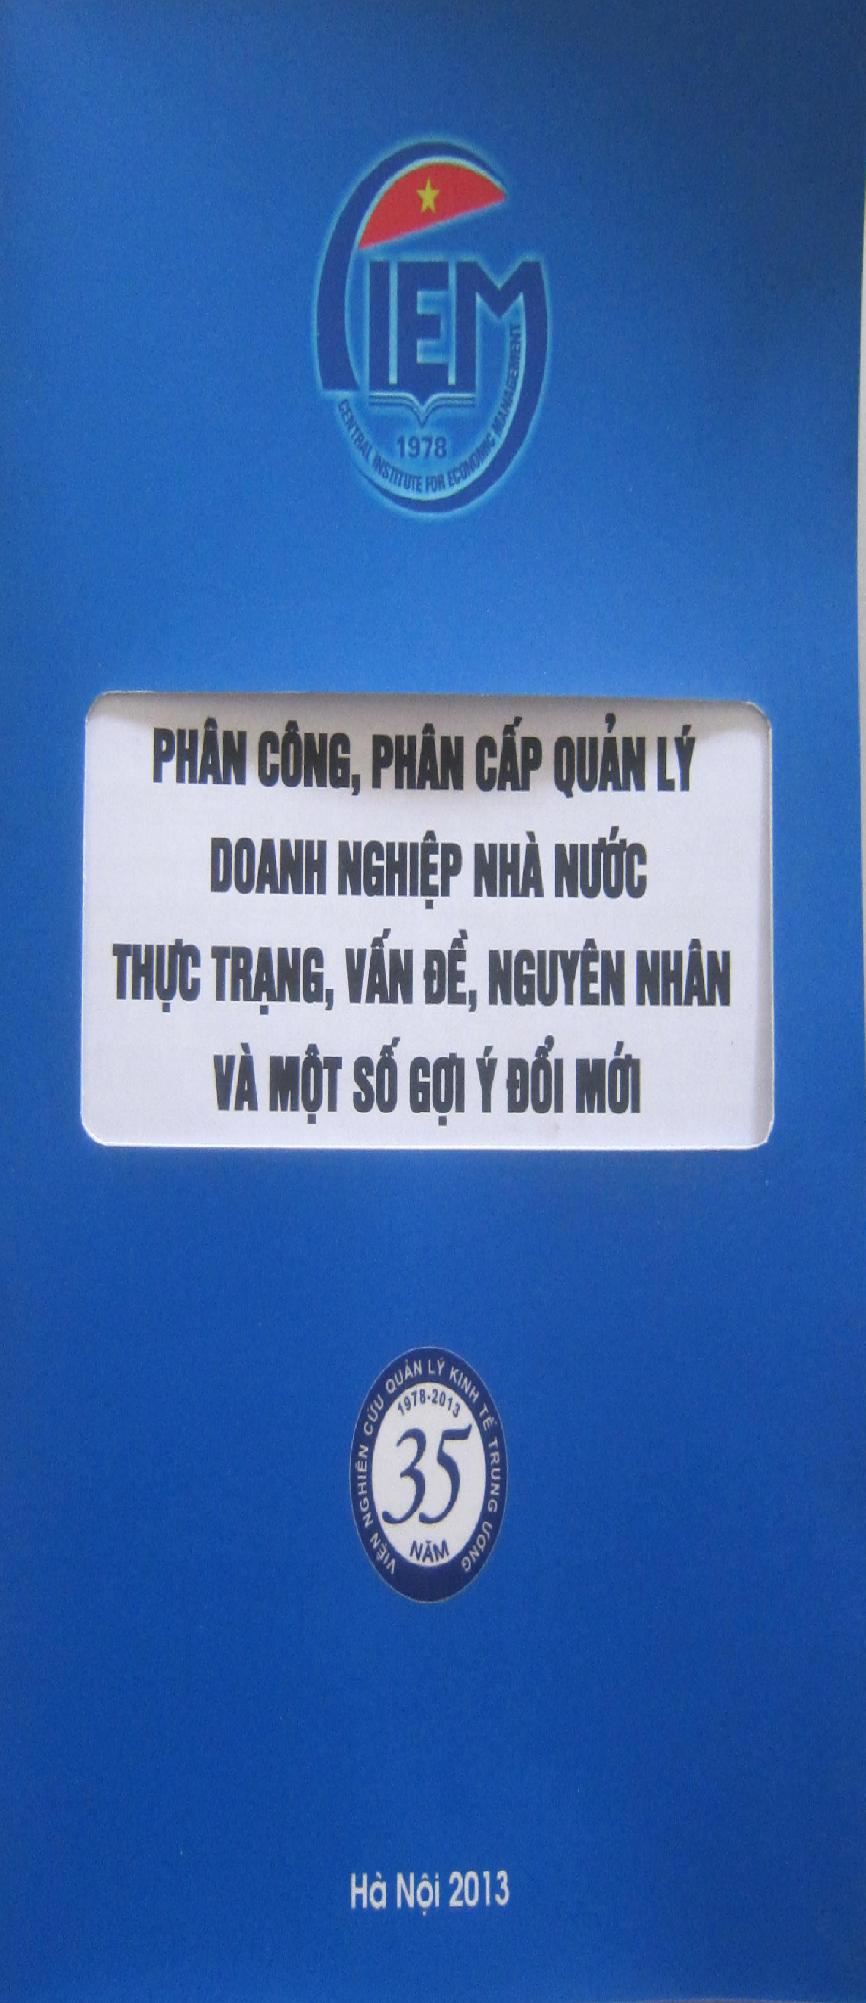 CIEM
1978
CENTRAL INSTITUTE FOR ECONOMIC MANAGEMENT
PHÂN CÔNG, PHÂN CẤP QUẢN LÝ
DOANH NGHIỆP NHÀ NƯỚC
THỰC TRẠNG, VẤN ĐỀ, NGUYÊN NHÂN
VÀ MỘT SỐ GỢI Ý ĐỔI MỚI
VIỆN NGHIÊN CỨU QUẢN LÝ KINH TẾ TRUNG ƯƠNG
1978-2013
35
NĂM
Hà Nội 2013